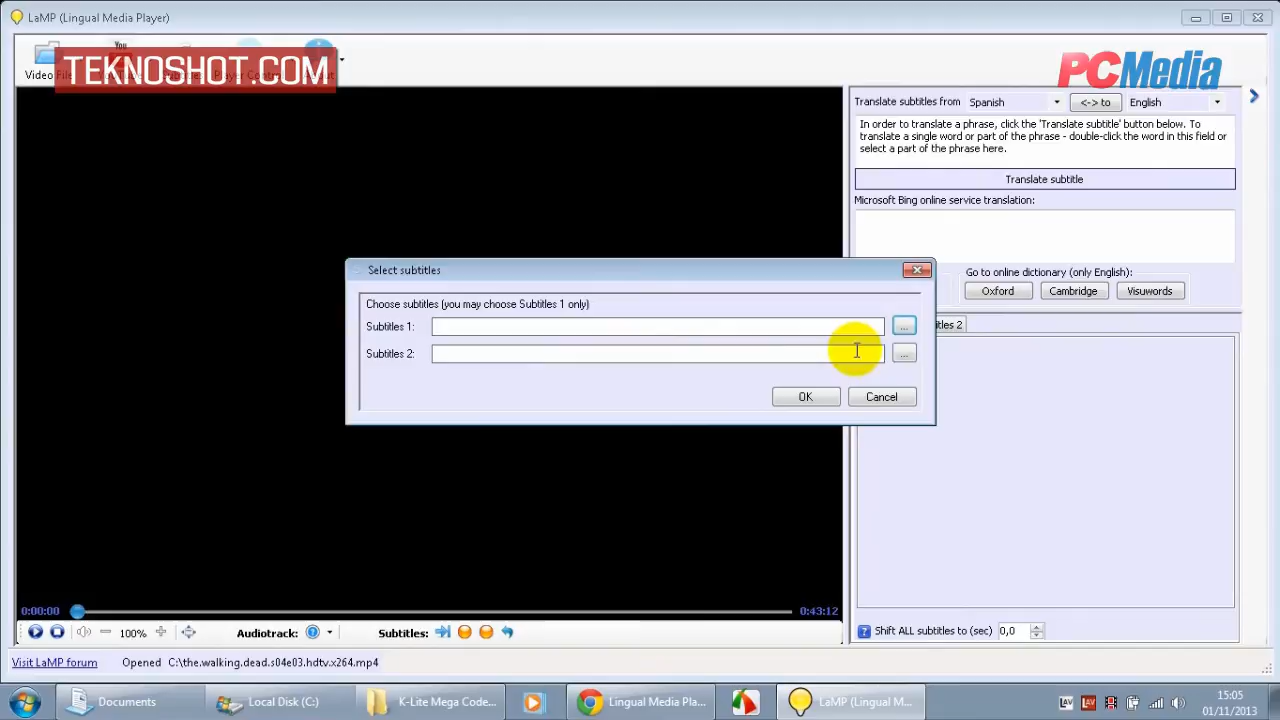 LaMP (Lingual Media Player)
Video File
You
TEKNOSHOT.COM
PCMedia
Translate subtitles from Spanish <-> to English
In order to translate a phrase, click the 'Translate subtitle' button below. To
translate a single word or part of the phrase - double-click the word in this field or
select a part of the phrase here.
Translate subtitle
Microsoft Bing online service translation:
Go to online dictionary (only English):
Oxford Cambridge Visuwords
Select subtitles
Choose subtitles (you may choose Subtitles 1 only)
Subtitles 1: ...
Subtitles 2: ...
OK Cancel
tles 2
0:00:00 0:43:12
100% Audiotrack: Subtitles:
Shift ALL subtitles to (sec) 0,0
Visit LaMP forum Opened C:\the.walking.dead.s04e03.hdtv.x264.mp4
Documents Local Disk (C:) K-Lite Mega Code... Lingual Media Pla... LaMP (Lingual M...
15:05
01/11/2013